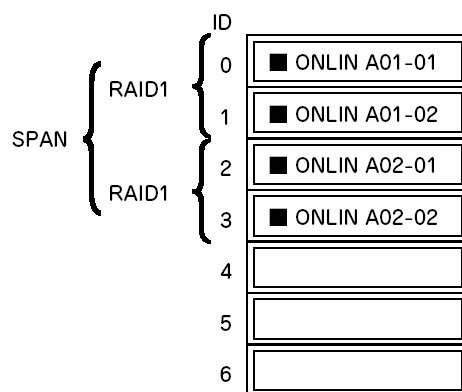 ID
0 ■ ONLIN A01-01
RAID1
1 ■ ONLIN A01-02
SPAN
2 ■ ONLIN A02-01
RAID1
3 ■ ONLIN A02-02
4
5
6